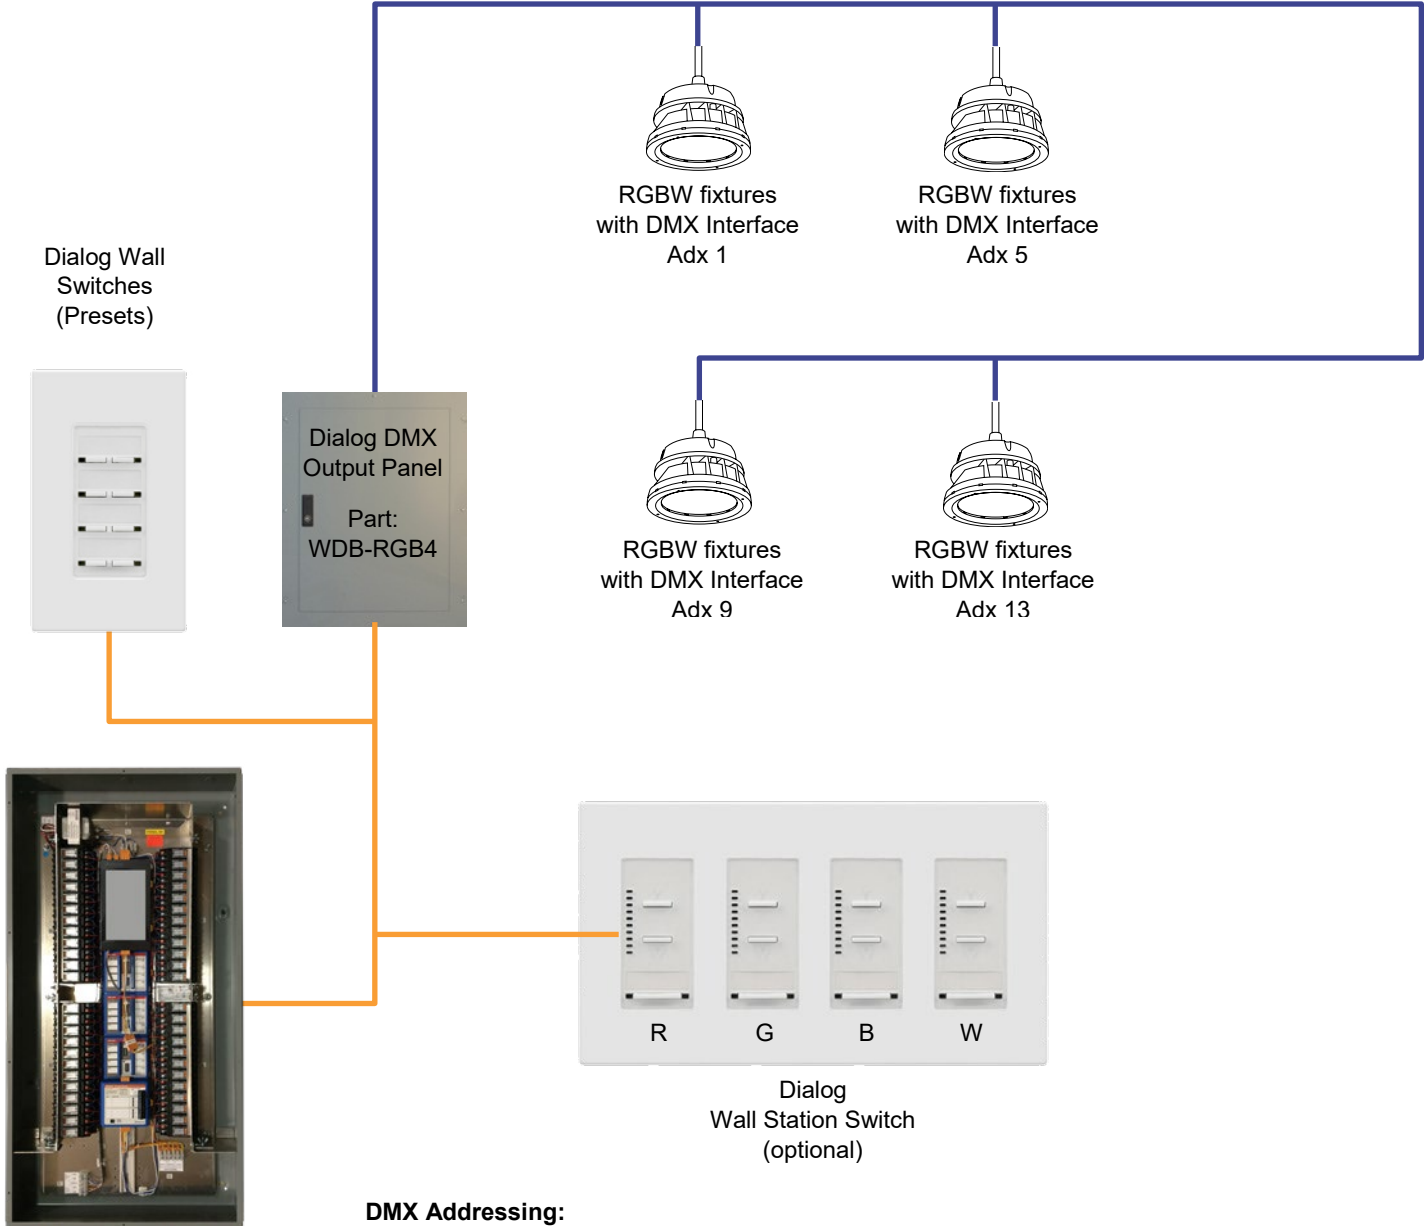 RGBW fixtures
with DMX Interface
Adx 1
RGBW fixtures
with DMX Interface
Adx 5
Dialog Wall
Switches
(Presets)
Dialog DMX
Output Panel
Part:
WDB-RGB4
RGBW fixtures
with DMX Interface
Adx 9
RGBW fixtures
with DMX Interface
Adx 13
R
G
B
W
Dialog
Wall Station Switch
(optional)
DMX Addressing: